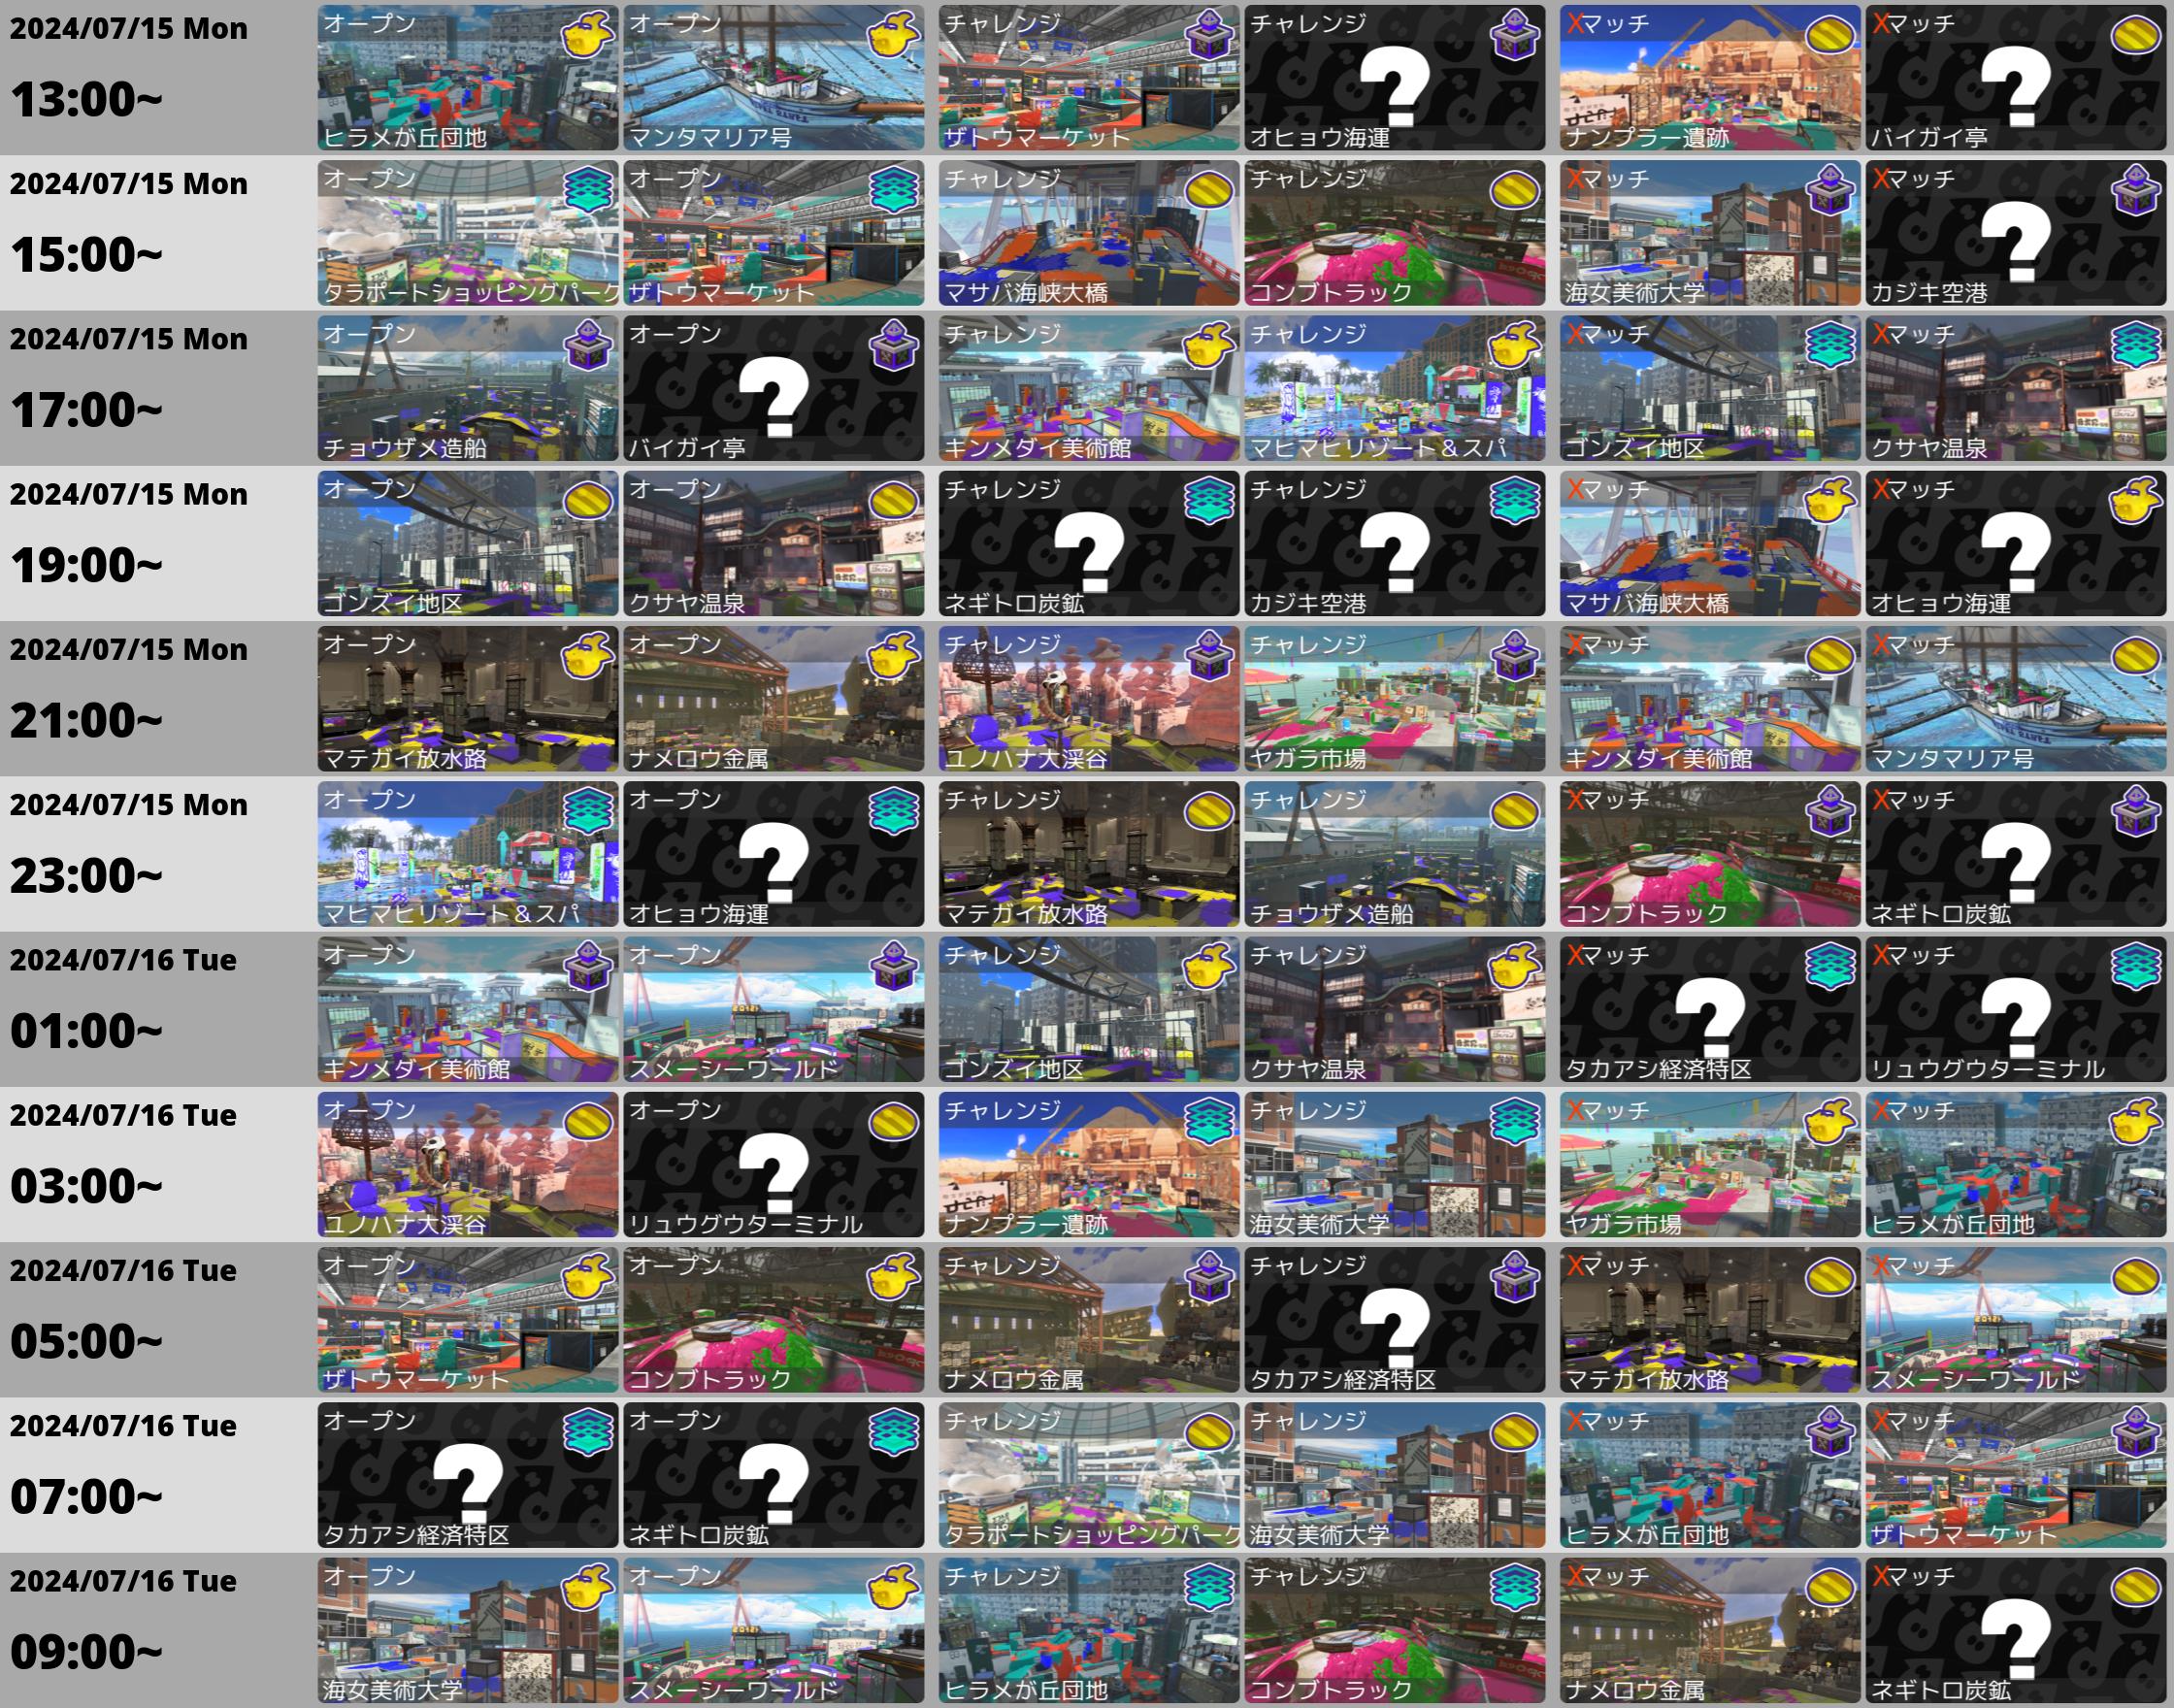 2024/07/15 Mon
13:00~
オープン オープン チャレンジ チャレンジ Xマッチ Xマッチ
ヒラメが丘団地 マンタマリア号 ザトウマーケット オヒョウ海運 ナンプラー遺跡 バイガイ亭
2024/07/15 Mon
15:00~
オープン オープン チャレンジ チャレンジ Xマッチ Xマッチ
タラポートショッピングパーク ザトウマーケット マサバ海峡大橋 コンブトラック 海女美術大学 カジキ空港
2024/07/15 Mon
17:00~
オープン オープン チャレンジ チャレンジ Xマッチ Xマッチ
チョウザメ造船 バイガイ亭 キンメダイ美術館 マヒマヒリゾート&スパ ゴンズイ地区 クサヤ温泉
2024/07/15 Mon
19:00~
オープン オープン チャレンジ チャレンジ Xマッチ Xマッチ
ゴンズイ地区 クサヤ温泉 ネギトロ炭鉱 カジキ空港 マサバ海峡大橋 オヒョウ海運
2024/07/15 Mon
21:00~
オープン オープン チャレンジ チャレンジ Xマッチ Xマッチ
マテガイ放水路 ナメロウ金属 ユノハナ大渓谷 ヤガラ市場 キンメダイ美術館 マンタマリア号
2024/07/15 Mon
23:00~
オープン オープン チャレンジ チャレンジ Xマッチ Xマッチ
マヒマヒリゾート&スパ オヒョウ海運 マテガイ放水路 チョウザメ造船 コンブトラック ネギトロ炭鉱
2024/07/16 Tue
01:00~
オープン オープン チャレンジ チャレンジ Xマッチ Xマッチ
キンメダイ美術館 スメーシーワールド ゴンズイ地区 クサヤ温泉 タカアシ経済特区 リュウグウターミナル
2024/07/16 Tue
03:00~
オープン オープン チャレンジ チャレンジ Xマッチ Xマッチ
ユノハナ大渓谷 リュウグウターミナル ナンプラー遺跡 海女美術大学 ヤガラ市場 ヒラメが丘団地
2024/07/16 Tue
05:00~
オープン オープン チャレンジ チャレンジ Xマッチ Xマッチ
ザトウマーケット コンブトラック ナメロウ金属 タカアシ経済特区 マテガイ放水路 スメーシーワールド
2024/07/16 Tue
07:00~
オープン オープン チャレンジ チャレンジ Xマッチ Xマッチ
タカアシ経済特区 ネギトロ炭鉱 タラポートショッピングパーク 海女美術大学 ヒラメが丘団地 ザトウマーケット
2024/07/16 Tue
09:00~
オープン オープン チャレンジ チャレンジ Xマッチ Xマッチ
海女美術大学 スメーシーワールド ヒラメが丘団地 コンブトラック ナメロウ金属 ネギトロ炭鉱